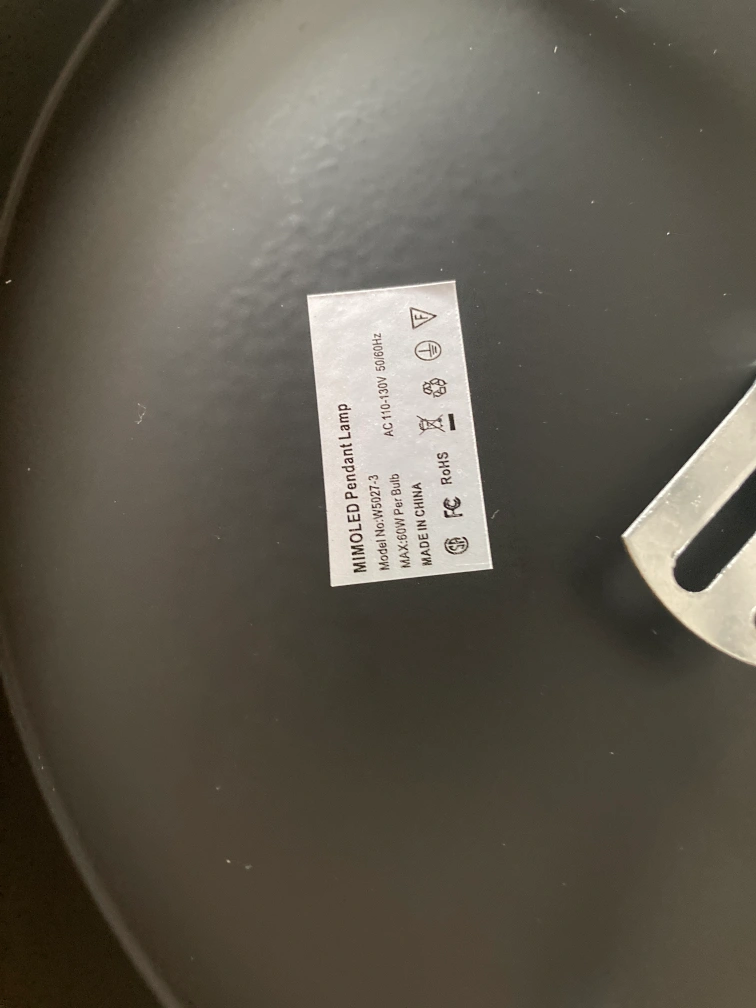 MIMOLED Pendant Lamp
Model No:W5027-3
MAX:60W Per Bulb AC 110-130V 50/60Hz
MADE IN CHINA
FC RoHS F